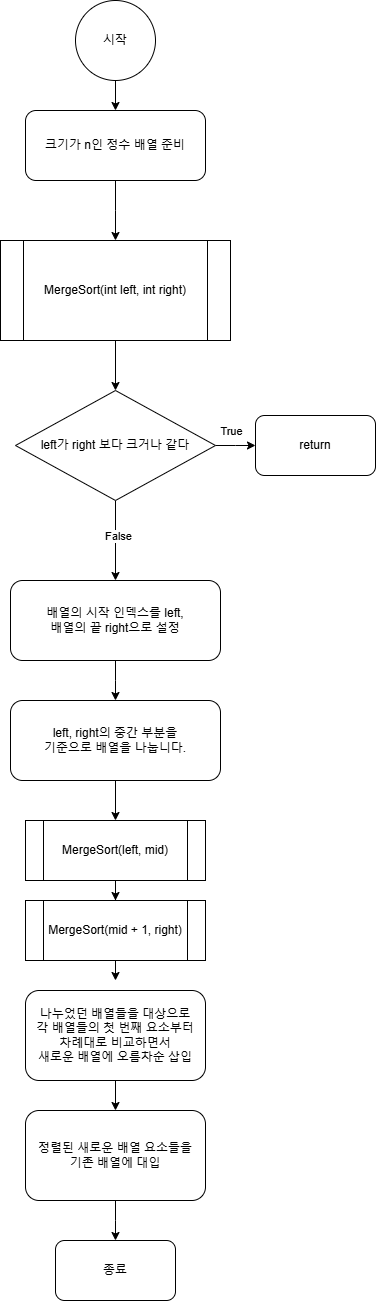 시작
크기가 n인 정수 배열 준비
MergeSort(int left, int right)
left가 right 보다 크거나 같다
True
return
False
배열의 시작 인덱스를 left,
배열의 끝 right으로 설정
left, right의 중간 부분을
기준으로 배열을 나눕니다.
MergeSort(left, mid)
MergeSort(mid + 1, right)
나누었던 배열들을 대상으로
각 배열들의 첫 번째 요소부터
차례대로 비교하면서
새로운 배열에 오름차순 삽입
정렬된 새로운 배열 요소들을
기존 배열에 대입
종료